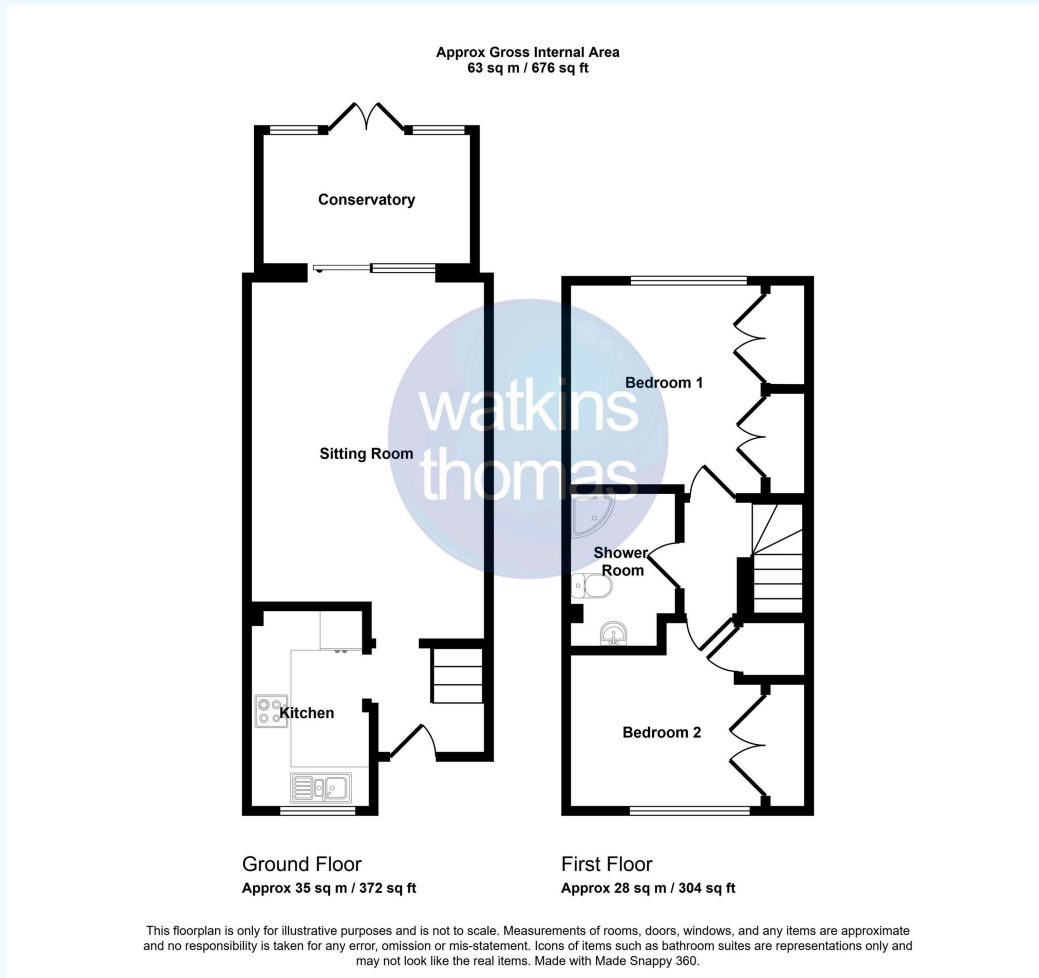 Approx Gross Internal Area
63 sq m / 676 sq ft
Conservatory
Sitting Room
Kitchen
Bedroom 1
Shower
Room
Bedroom 2
watkins
thomas
Ground Floor
Approx 35 sq m / 372 sq ft
First Floor
Approx 28 sq m / 304 sq ft
This floorplan is only for illustrative purposes and is not to scale. Measurements of rooms, doors, windows, and any items are approximate
and no responsibility is taken for any error, omission or mis-statement. Icons of items such as bathroom suites are representations only and
may not look like the real items. Made with Made Snappy 360.